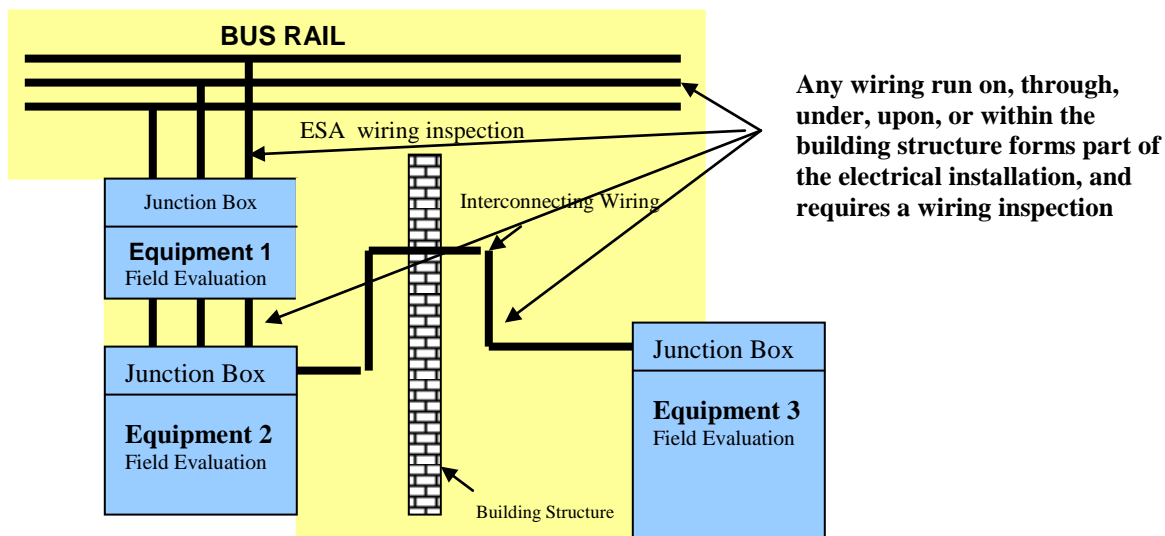 BUS RAIL
Any wiring run on, through,
under, upon, or within the
building structure forms part of
the electrical installation, and
requires a wiring inspection
ESA wiring inspection
Junction Box
Equipment 1
Field Evaluation
Interconnecting Wiring
Junction Box
Equipment 2
Field Evaluation
Junction Box
Equipment 3
Field Evaluation
Building Structure